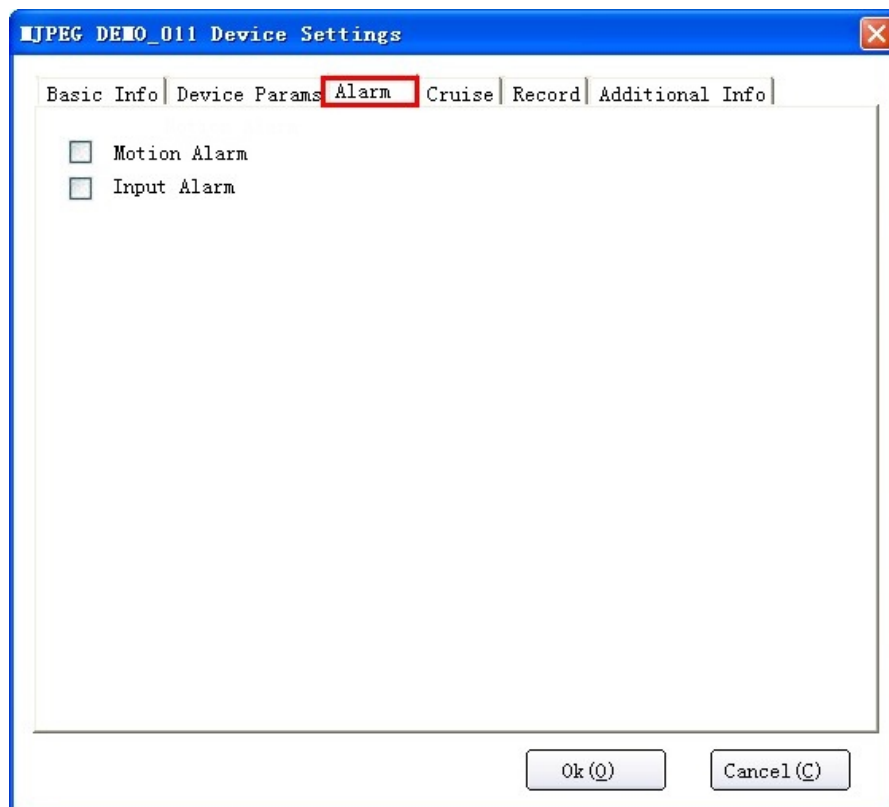 MJPEG DEMO_011 Device Settings
Basic Info Device Params Alarm Cruise Record Additional Info
Motion Alarm
Input Alarm
Ok(O) Cancel(C)